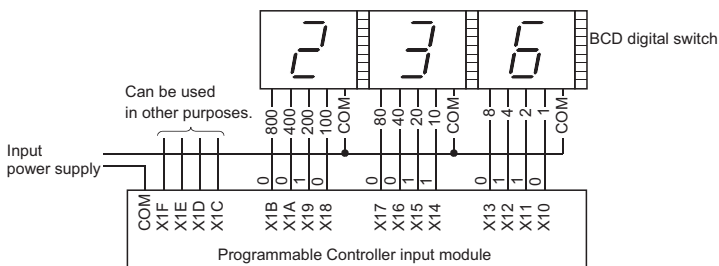 2 3 6
BCD digital switch
Can be used
in other purposes.
800 400 200 100 COM 80 40 20 10 COM 8 4 2 1 COM
Input
power supply
0 0 1 0 0 0 1 1 0 1 1 0
COM X1F X1E X1D X1C X1B X1A X19 X18 X17 X16 X15 X14 X13 X12 X11 X10
Programmable Controller input module